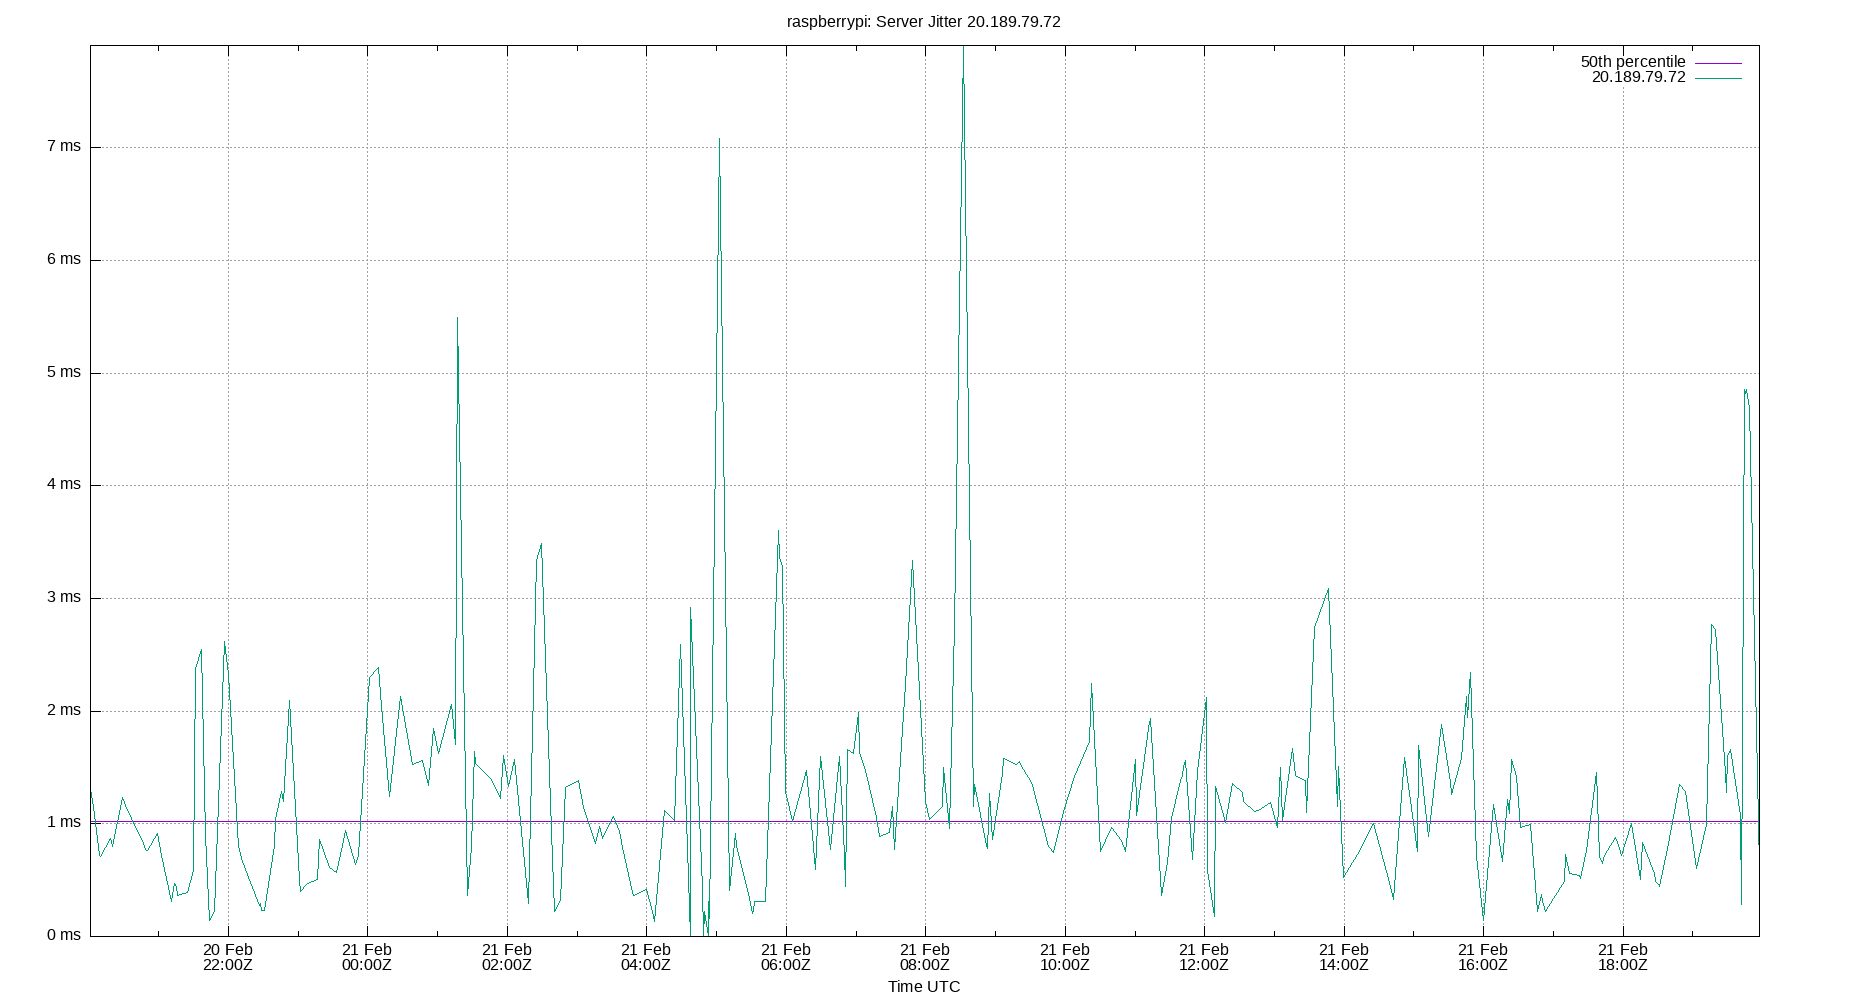 raspberrypi: Server Jitter 20.189.79.72
50th percentile
20.189.79.72
7 ms
6 ms
5 ms
4 ms
3 ms
2 ms
1 ms
0 ms
20 Feb
22:00Z
21 Feb
00:00Z
21 Feb
02:00Z
21 Feb
04:00Z
21 Feb
06:00Z
21 Feb
08:00Z
21 Feb
10:00Z
21 Feb
12:00Z
21 Feb
14:00Z
21 Feb
16:00Z
21 Feb
18:00Z
Time UTC